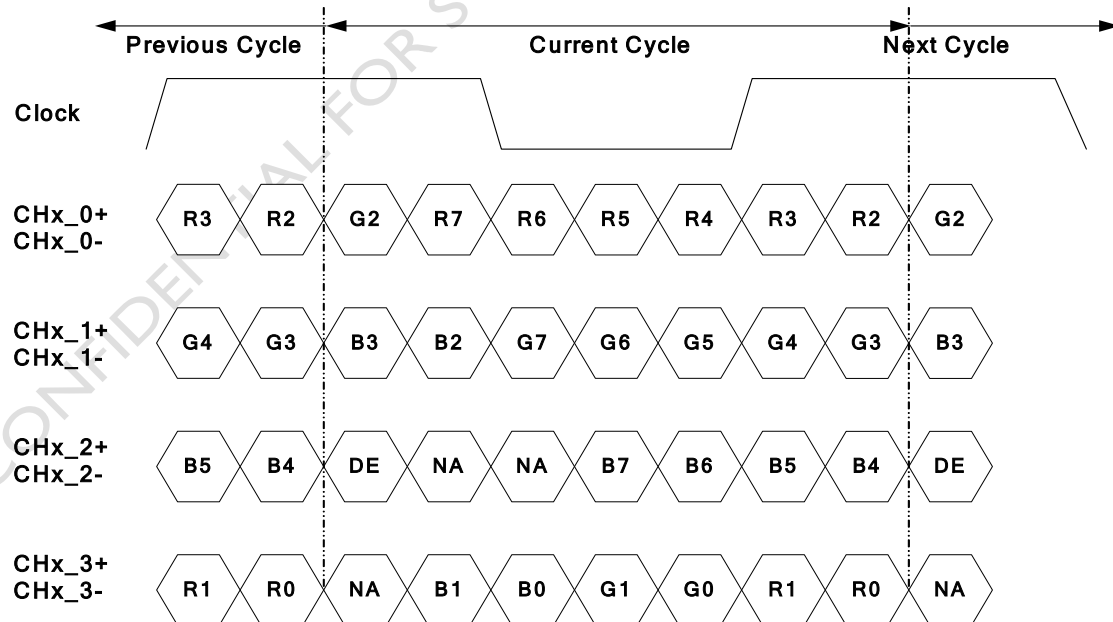 Previous Cycle Current Cycle Next Cycle
Clock
CHx_0+
CHx_0-
R3 R2 G2 R7 R6 R5 R4 R3 R2 G2
CHx_1+
CHx_1-
G4 G3 B3 B2 G7 G6 G5 G4 G3 B3
CHx_2+
CHx_2-
B5 B4 DE NA NA B7 B6 B5 B4 DE
CHx_3+
CHx_3-
R1 R0 NA B1 B0 G1 G0 R1 R0 NA
CONFIDENTIAL FOR S